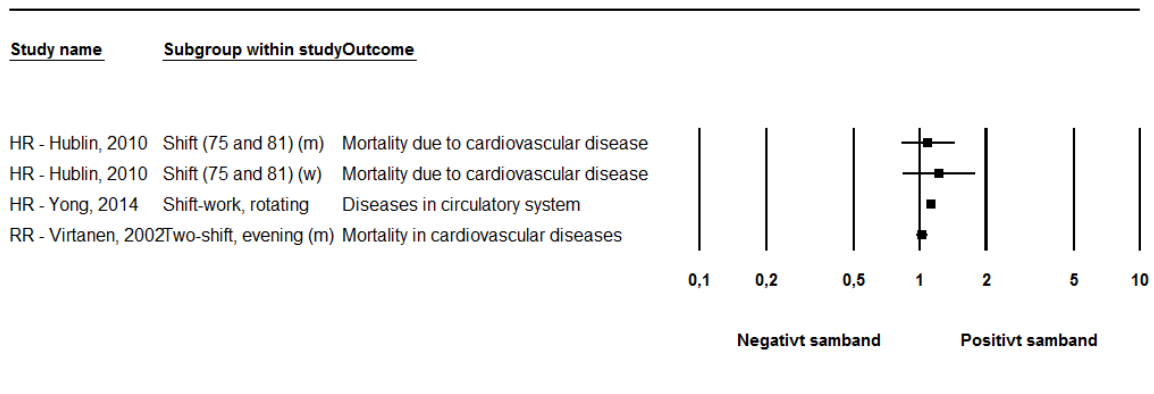 Study name Subgroup within studyOutcome
HR - Hublin, 2010 Shift (75 and 81) (m) Mortality due to cardiovascular disease
HR - Hublin, 2010 Shift (75 and 81) (w) Mortality due to cardiovascular disease
HR - Yong, 2014 Shift-work, rotating Diseases in circulatory system
RR - Virtanen, 2002Two-shift, evening (m) Mortality in cardiovascular diseases
0,1 0,2 0,5 1 2 5 10
Negativt samband Positivt samband